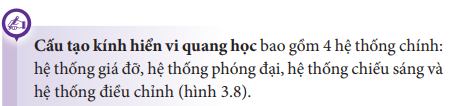 Cấu tạo kính hiển vi quang học bao gồm 4 hệ thống chính:
hệ thống giá đỡ, hệ thống phóng đại, hệ thống chiếu sáng và
hệ thống điều chỉnh (hình 3.8).